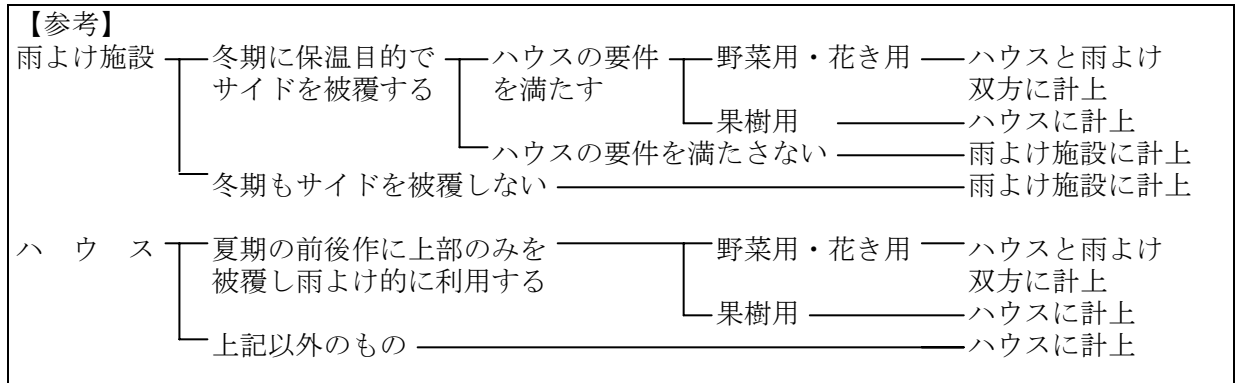 【参考】
雨よけ施設 冬期に保温目的で ハウスの要件 野菜用・花き用 ハウスと雨よけ
サイドを被覆する を満たす 双方に計上
果樹用 ハウスに計上
ハウスの要件を満たさない 雨よけ施設に計上
冬期もサイドを被覆しない 雨よけ施設に計上
ハ ウ ス 夏期の前後作に上部のみを 野菜用・花き用 ハウスと雨よけ
被覆し雨よけ的に利用する 双方に計上
果樹用 ハウスに計上
上記以外のもの ハウスに計上